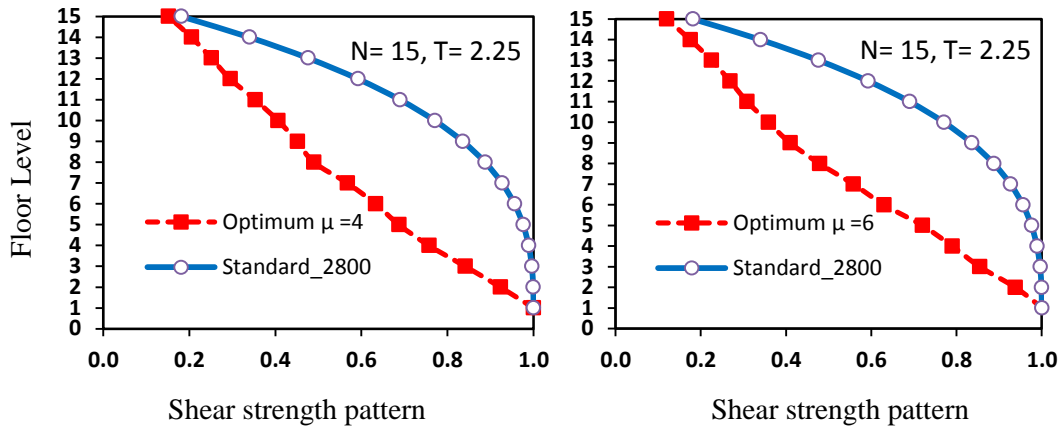 15
14
13
12
11
10
9
8
7
6
5
4
3
2
1
0
N= 15, T= 2.25
Optimum μ =4
Standard_2800
0.0 0.2 0.4 0.6 0.8 1.0
Shear strength pattern
Floor Level
15
14
13
12
11
10
9
8
7
6
5
4
3
2
1
0
N= 15, T= 2.25
Optimum μ =6
Standard_2800
0.0 0.2 0.4 0.6 0.8 1.0
Shear strength pattern